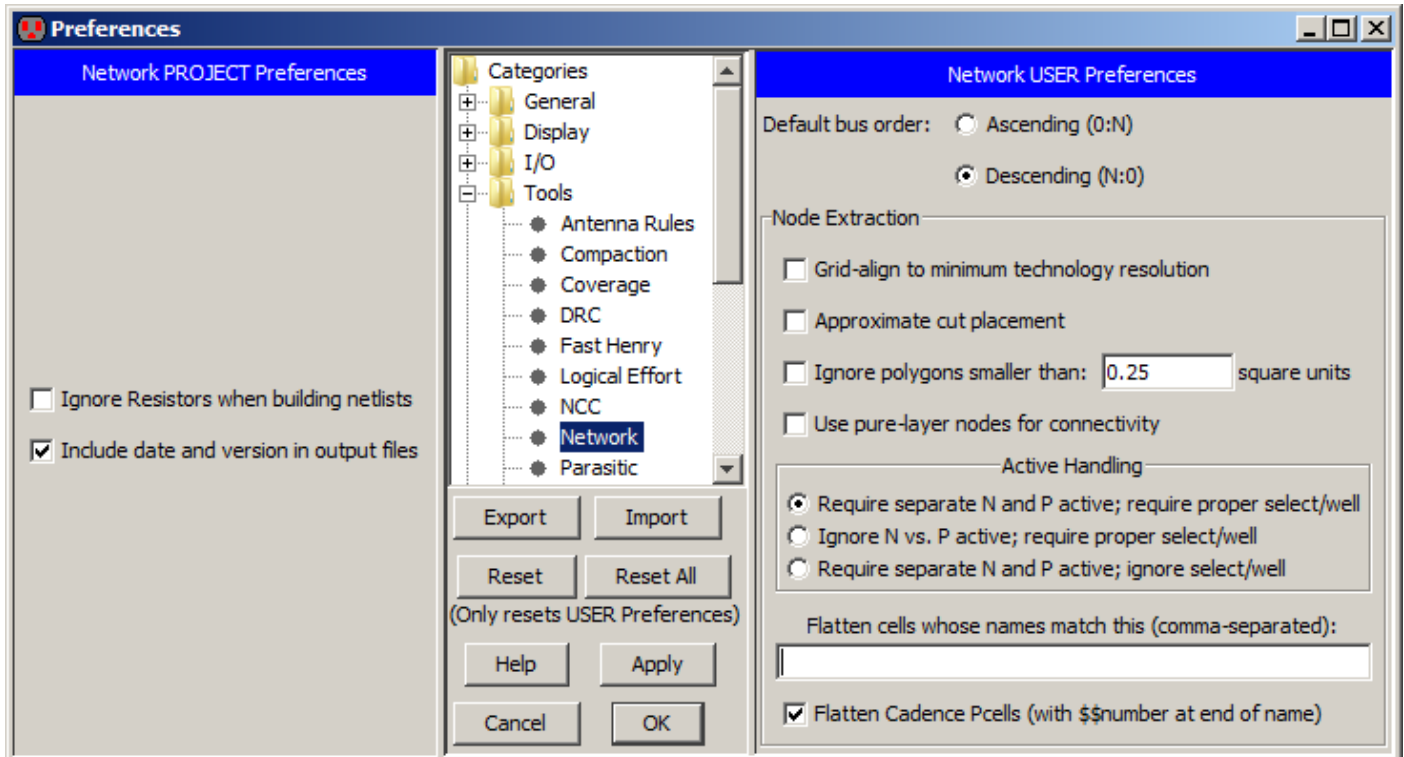 Preferences
Network PROJECT Preferences
Ignore Resistors when building netlists
Include date and version in output files
Categories
General
Display
I/O
Tools
Antenna Rules
Compaction
Coverage
DRC
Fast Henry
Logical Effort
NCC
Network
Parasitic
Export Import
Reset Reset All
(Only resets USER Preferences)
Help Apply
Cancel OK
Network USER Preferences
Default bus order: Ascending (0:N)
Descending (N:0)
Node Extraction
Grid-align to minimum technology resolution
Approximate cut placement
Ignore polygons smaller than: 0.25 square units
Use pure-layer nodes for connectivity
Active Handling
Require separate N and P active; require proper select/well
Ignore N vs. P active; require proper select/well
Require separate N and P active; ignore select/well
Flatten cells whose names match this (comma-separated):
Flatten Cadence Pcells (with $$number at end of name)